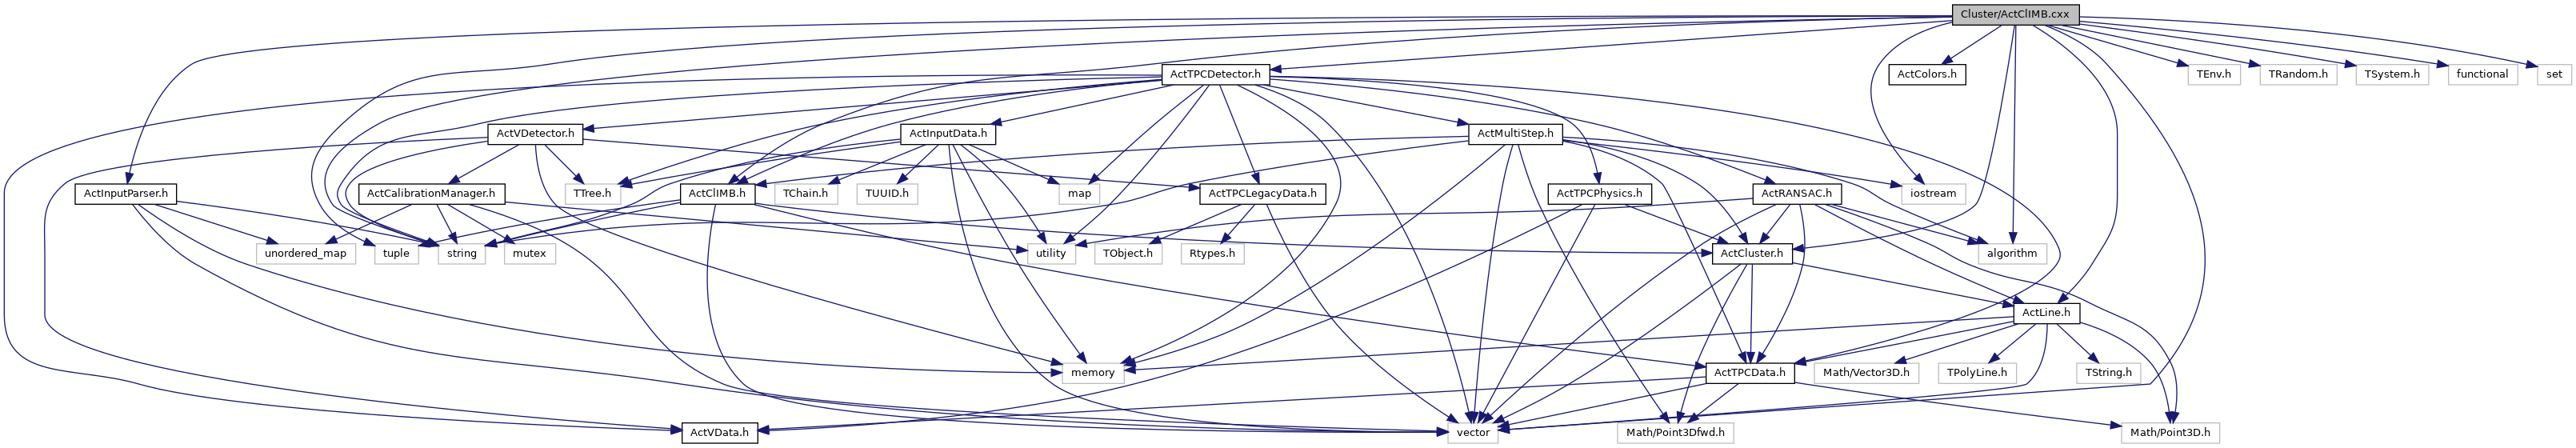 Cluster/ActClIMB.cxx
ActTPCDetector.h
ActColors.h
TEnv.h
TRandom.h
TSystem.h
functional
set
ActVDetector.h
ActInputData.h
ActMultiStep.h
ActInputParser.h
ActCalibrationManager.h
TTree.h
ActClIMB.h
TChain.h
TUUID.h
map
ActTPCLegacyData.h
ActTPCPhysics.h
ActRANSAC.h
iostream
unordered_map
tuple
string
mutex
utility
TObject.h
Rtypes.h
ActCluster.h
algorithm
ActLine.h
memory
ActTPCData.h
Math/Vector3D.h
TPolyLine.h
TString.h
ActVData.h
vector
Math/Point3Dfwd.h
Math/Point3D.h